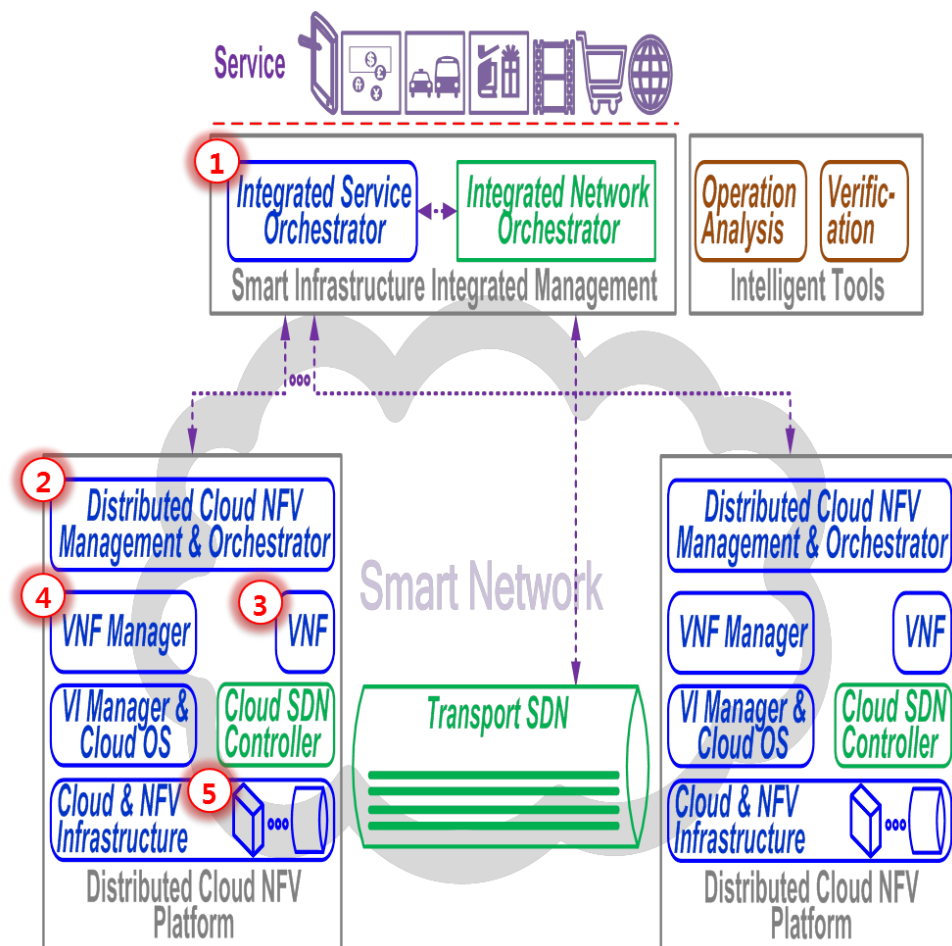 Service
1
Integrated Service
Orchestrator
Integrated Network
Orchestrator
Smart Infrastructure Integrated Management
Operation
Analysis
Verific-
ation
Intelligent Tools
Smart Network
2
Distributed Cloud NFV
Management & Orchestrator
4
VNF Manager
3
VNF
VI Manager &
Cloud OS
Cloud SDN
Controller
5
Cloud & NFV
Infrastructure
Distributed Cloud NFV
Platform
Transport SDN
Distributed Cloud NFV
Management & Orchestrator
VNF Manager
VNF
VI Manager &
Cloud OS
Cloud SDN
Controller
Cloud & NFV
Infrastructure
Distributed Cloud NFV
Platform